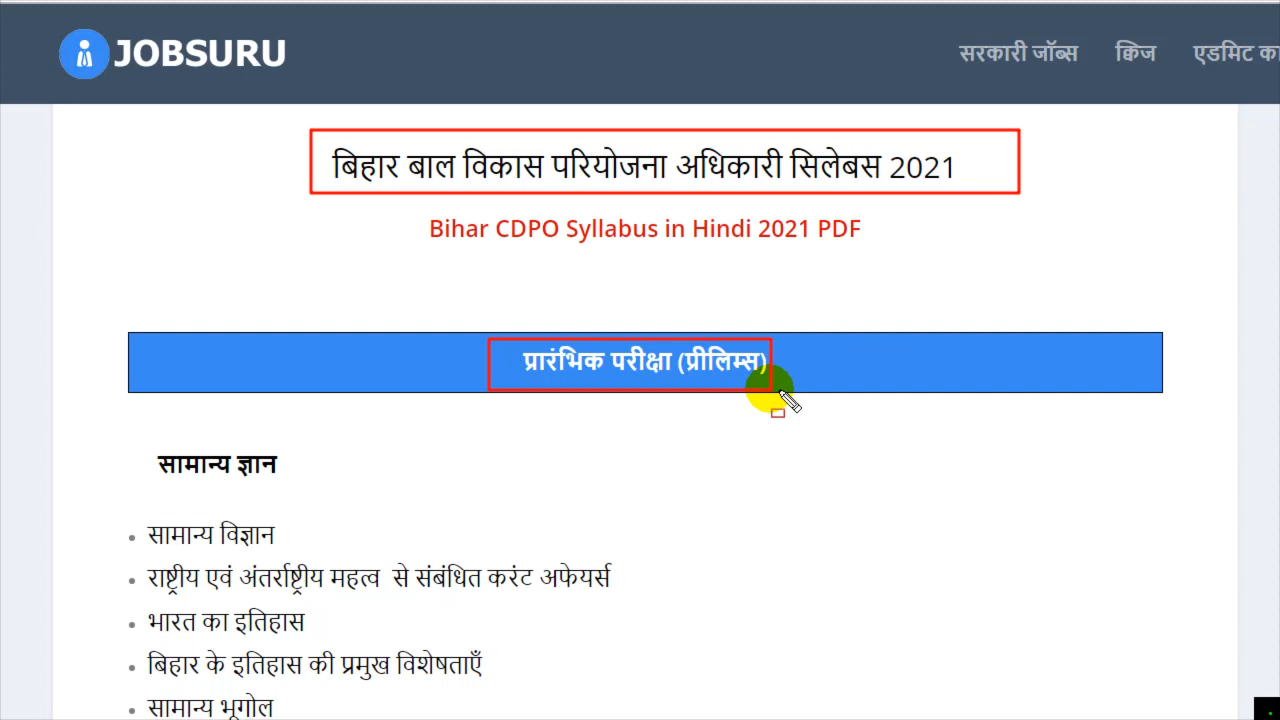 JOBSURU
सरकारी जॉब्स क्विज एडमिट का
बिहार बाल विकास परियोजना अधिकारी सिलेबस 2021
Bihar CDPO Syllabus in Hindi 2021 PDF
प्रारंभिक परीक्षा (प्रीलिम्स)
सामान्य ज्ञान
• सामान्य विज्ञान
• राष्ट्रीय एवं अंतर्राष्ट्रीय महत्व से संबंधित करंट अफेयर्स
• भारत का इतिहास
• बिहार के इतिहास की प्रमुख विशेषताएँ
• सामान्य भूगोल